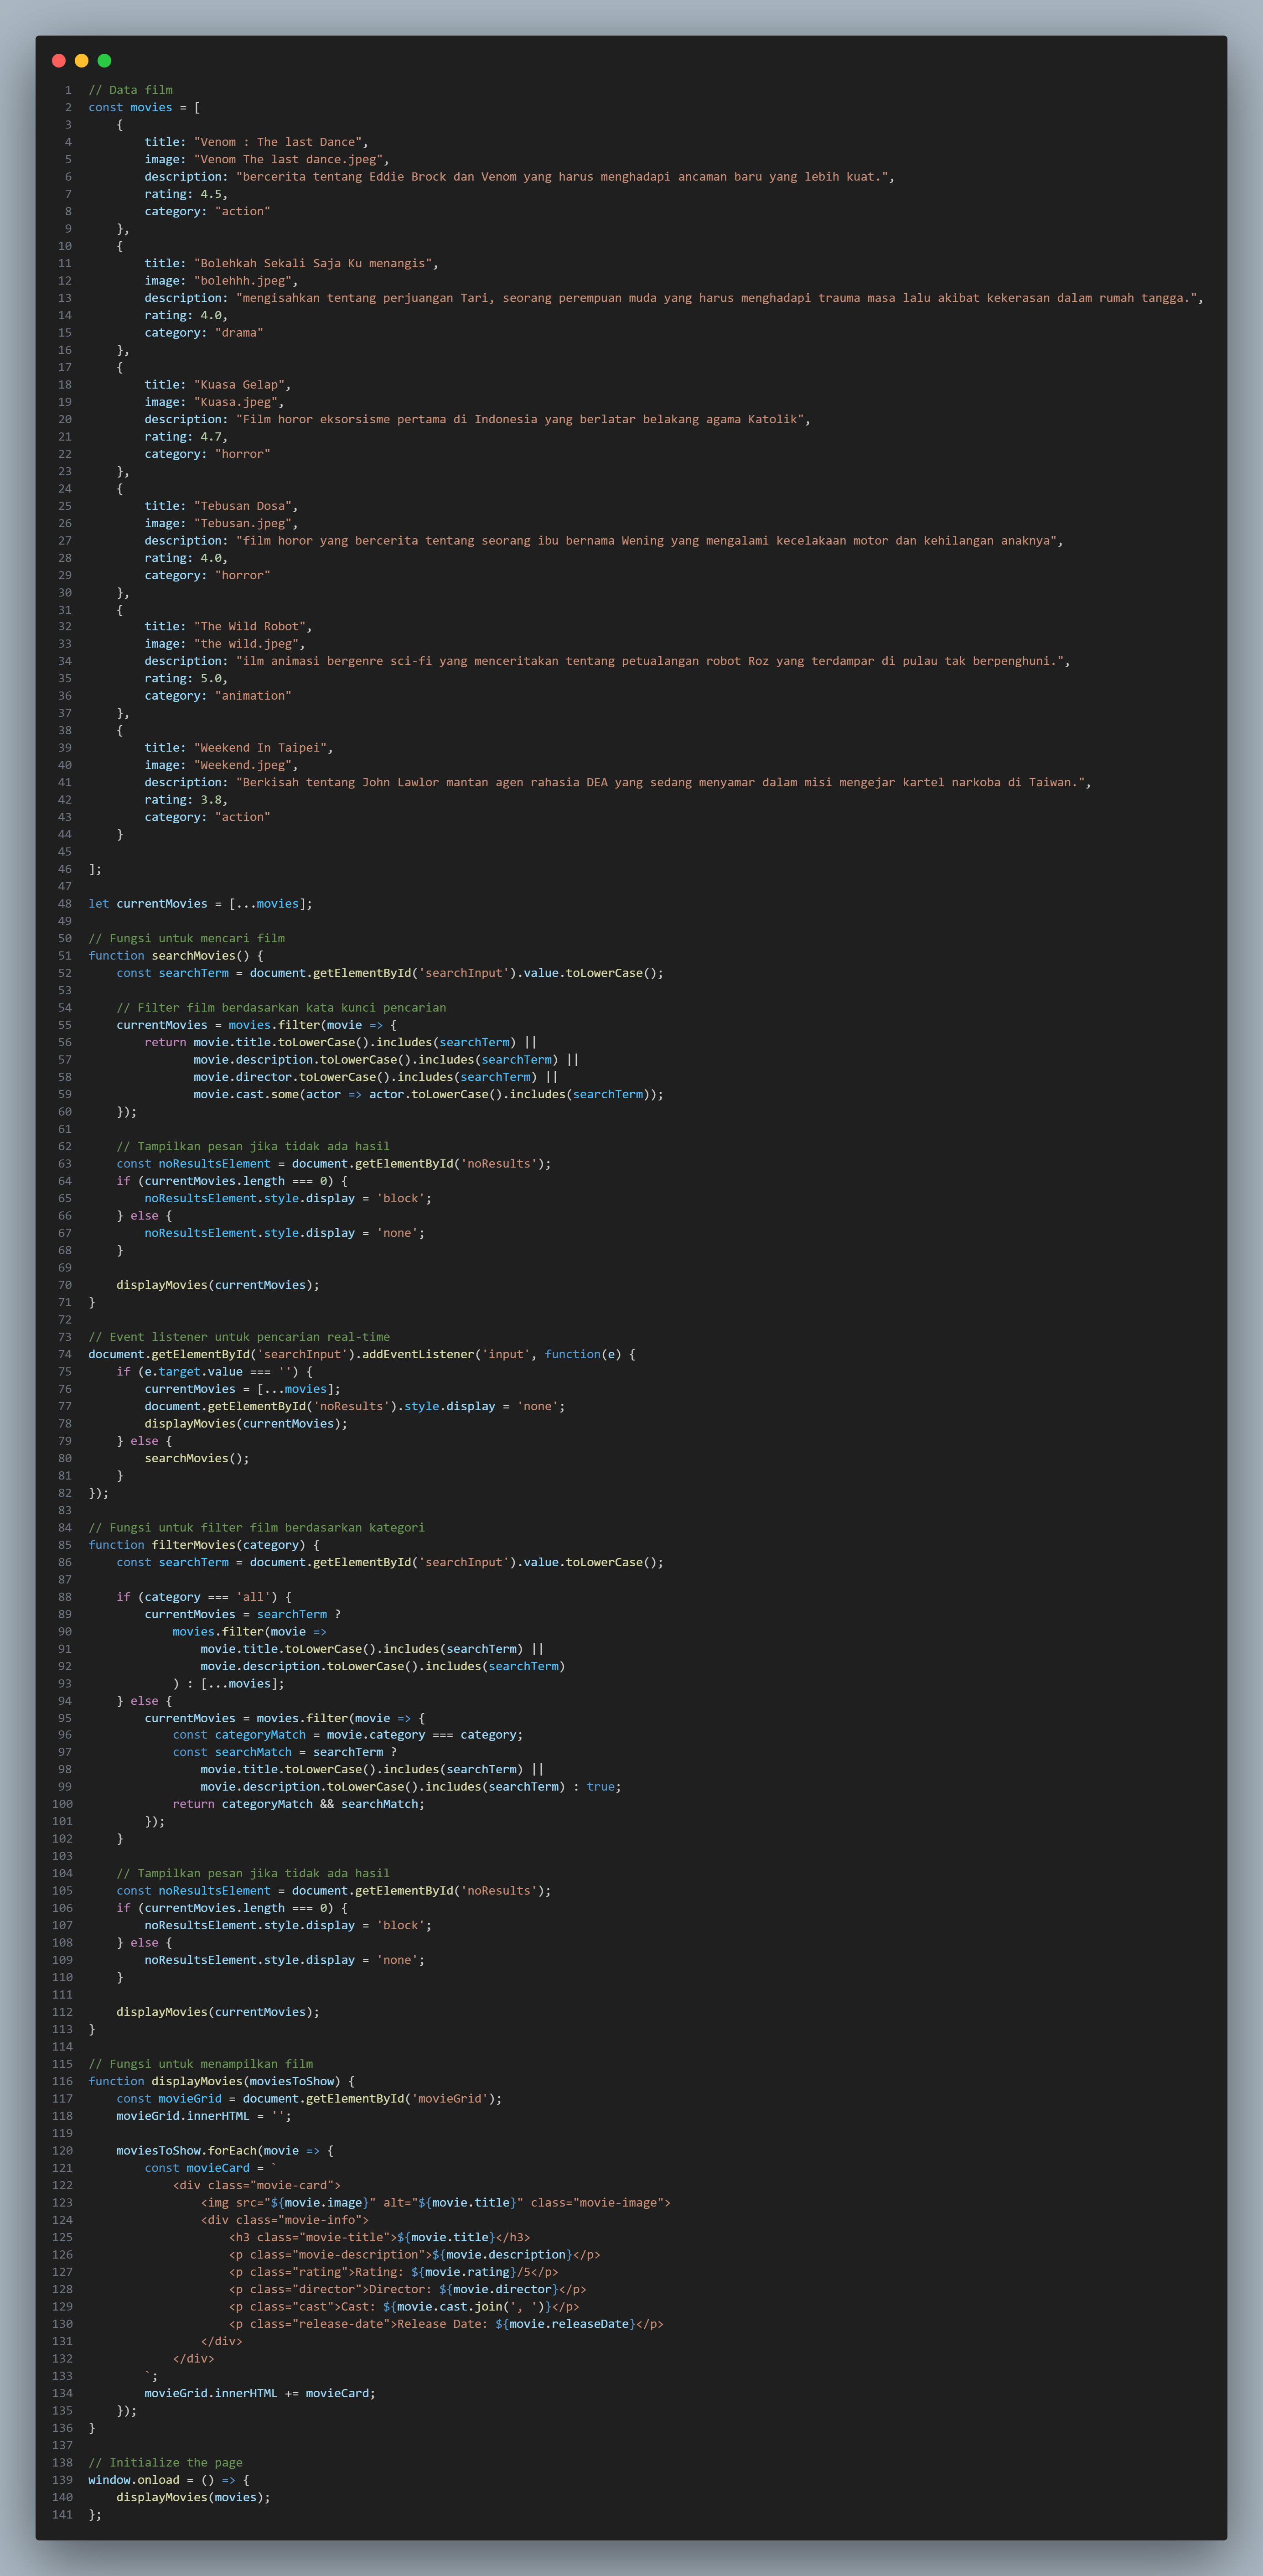 1 // Data film
2 const movies = [
3     {
4         title: "Venom : The last Dance",
5         image: "Venom The last dance.jpeg",
6         description: "bercerita tentang Eddie Brock dan Venom yang harus menghadapi ancaman baru yang lebih kuat.",
7         rating: 4.5,
8         category: "action"
9     },
10     {
11         title: "Bolehkah Sekali Saja Ku menangis",
12         image: "bolehhh.jpeg",
13         description: "mengisahkan tentang perjuangan Tari, seorang perempuan muda yang harus menghadapi trauma masa lalu akibat kekerasan dalam rumah tangga.",
14         rating: 4.0,
15         category: "drama"
16     },
17     {
18         title: "Kuasa Gelap",
19         image: "Kuasa.jpeg",
20         description: "Film horor eksorsisme pertama di Indonesia yang berlatar belakang agama Katolik",
21         rating: 4.7,
22         category: "horror"
23     },
24     {
25         title: "Tebusan Dosa",
26         image: "Tebusan.jpeg",
27         description: "film horor yang bercerita tentang seorang ibu bernama Wening yang mengalami kecelakaan motor dan kehilangan anaknya",
28         rating: 4.0,
29         category: "horror"
30     },
31     {
32         title: "The Wild Robot",
33         image: "the wild.jpeg",
34         description: "ilm animasi bergenre sci-fi yang menceritakan tentang petualangan robot Roz yang terdampar di pulau tak berpenghuni.",
35         rating: 5.0,
36         category: "animation"
37     },
38     {
39         title: "Weekend In Taipei",
40         image: "Weekend.jpeg",
41         description: "Berkisah tentang John Lawlor mantan agen rahasia DEA yang sedang menyamar dalam misi mengejar kartel narkoba di Taiwan.",
42         rating: 3.8,
43         category: "action"
44     }
45
46 ];
47
48 let currentMovies = [...movies];
49
50 // Fungsi untuk mencari film
51 function searchMovies() {
52     const searchTerm = document.getElementById('searchInput').value.toLowerCase();
53
54     // Filter film berdasarkan kata kunci pencarian
55     currentMovies = movies.filter(movie => {
56         return movie.title.toLowerCase().includes(searchTerm) ||
57                movie.description.toLowerCase().includes(searchTerm) ||
58                movie.director.toLowerCase().includes(searchTerm) ||
59                movie.cast.some(actor => actor.toLowerCase().includes(searchTerm));
60     });
61
62     // Tampilkan pesan jika tidak ada hasil
63     const noResultsElement = document.getElementById('noResults');
64     if (currentMovies.length === 0) {
65         noResultsElement.style.display = 'block';
66     } else {
67         noResultsElement.style.display = 'none';
68     }
69
70     displayMovies(currentMovies);
71 }
72
73 // Event listener untuk pencarian real-time
74 document.getElementById('searchInput').addEventListener('input', function(e) {
75     if (e.target.value === '') {
76         currentMovies = [...movies];
77         document.getElementById('noResults').style.display = 'none';
78         displayMovies(currentMovies);
79     } else {
80         searchMovies();
81     }
82 });
83
84 // Fungsi untuk filter film berdasarkan kategori
85 function filterMovies(category) {
86     const searchTerm = document.getElementById('searchInput').value.toLowerCase();
87
88     if (category === 'all') {
89         currentMovies = searchTerm ?
90             movies.filter(movie =>
91                 movie.title.toLowerCase().includes(searchTerm) ||
92                 movie.description.toLowerCase().includes(searchTerm)
93             ) : [...movies];
94     } else {
95         currentMovies = movies.filter(movie => {
96             const categoryMatch = movie.category === category;
97             const searchMatch = searchTerm ?
98                 movie.title.toLowerCase().includes(searchTerm) ||
99                 movie.description.toLowerCase().includes(searchTerm) : true;
100             return categoryMatch && searchMatch;
101         });
102     }
103
104     // Tampilkan pesan jika tidak ada hasil
105     const noResultsElement = document.getElementById('noResults');
106     if (currentMovies.length === 0) {
107         noResultsElement.style.display = 'block';
108     } else {
109         noResultsElement.style.display = 'none';
110     }
111
112     displayMovies(currentMovies);
113 }
114
115 // Fungsi untuk menampilkan film
116 function displayMovies(moviesToShow) {
117     const movieGrid = document.getElementById('movieGrid');
118     movieGrid.innerHTML = '';
119
120     moviesToShow.forEach(movie => {
121         const movieCard = `
122             <div class="movie-card">
123                 <img src="${movie.image}" alt="${movie.title}" class="movie-image">
124                 <div class="movie-info">
125                     <h3 class="movie-title">${movie.title}</h3>
126                     <p class="movie-description">${movie.description}</p>
127                     <p class="rating">Rating: ${movie.rating}/5</p>
128                     <p class="director">Director: ${movie.director}</p>
129                     <p class="cast">Cast: ${movie.cast.join(', ')}</p>
130                     <p class="release-date">Release Date: ${movie.releaseDate}</p>
131                 </div>
132             </div>
133         `;
134         movieGrid.innerHTML += movieCard;
135     });
136 }
137
138 // Initialize the page
139 window.onload = () => {
140     displayMovies(movies);
141 };